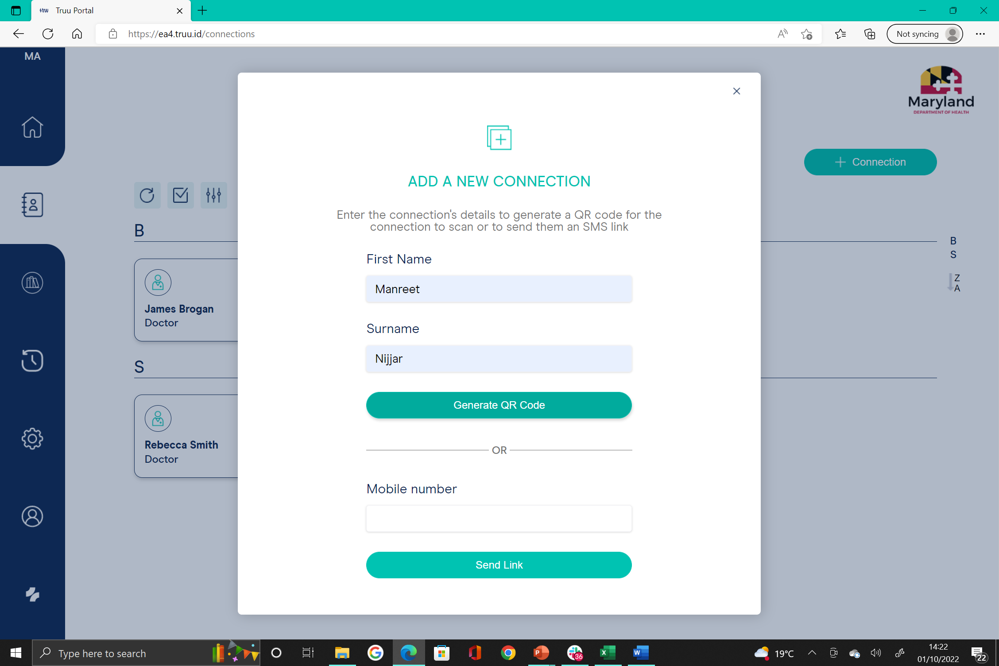 truu
Truu Portal
https://ea4.truu.id/connections
Not syncing
MA
Maryland
DEPARTMENT OF HEALTH
Connection
ADD A NEW CONNECTION
Enter the connection's details to generate a QR code for the
connection to scan or to send them an SMS link
First Name
Manreet
Surname
Nijjar
Generate QR Code
OR
Mobile number
Send Link
B
James Brogan
Doctor
S
Rebecca Smith
Doctor
B
S
Z
A
Type here to search
36
19°C
14:22
01/10/2022
22